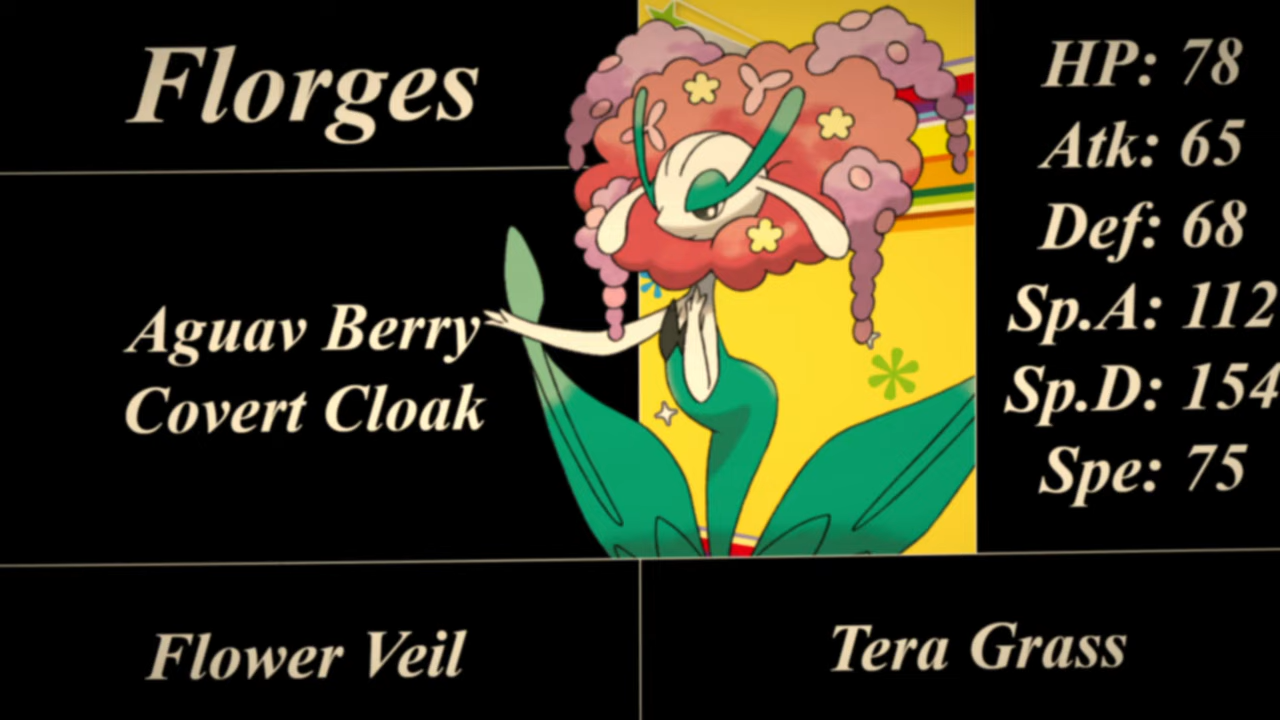 Florges
Aguav Berry
Covert Cloak
HP: 78
Atk: 65
Def: 68
Sp.A: 112
Sp.D: 154
Spe: 75
Flower Veil
Tera Grass